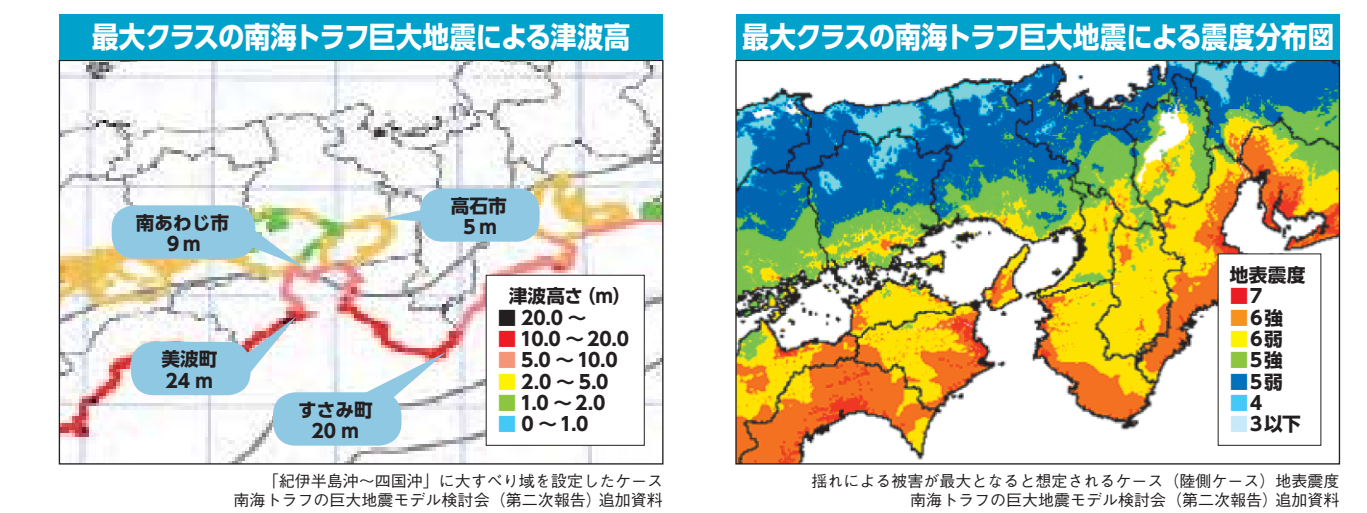 最大クラスの南海トラフ巨大地震による津波高
南あわじ市
9m
高石市
5m
美波町
24 m
すさみ町
20 m
津波高さ（m）
20.0 ～
10.0 ～ 20.0
5.0 ～ 10.0
2.0 ～ 5.0
1.0 ～ 2.0
0 ～ 1.0
「紀伊半島沖～四国沖」に大すべり域を設定したケース
南海トラフの巨大地震モデル検討会（第二次報告）追加資料
最大クラスの南海トラフ巨大地震による震度分布図
地表震度
7
6強
6弱
5強
5弱
4
3以下
揺れによる被害が最大となると想定されるケース（陸側ケース）地表震度
南海トラフの巨大地震モデル検討会（第二次報告）追加資料